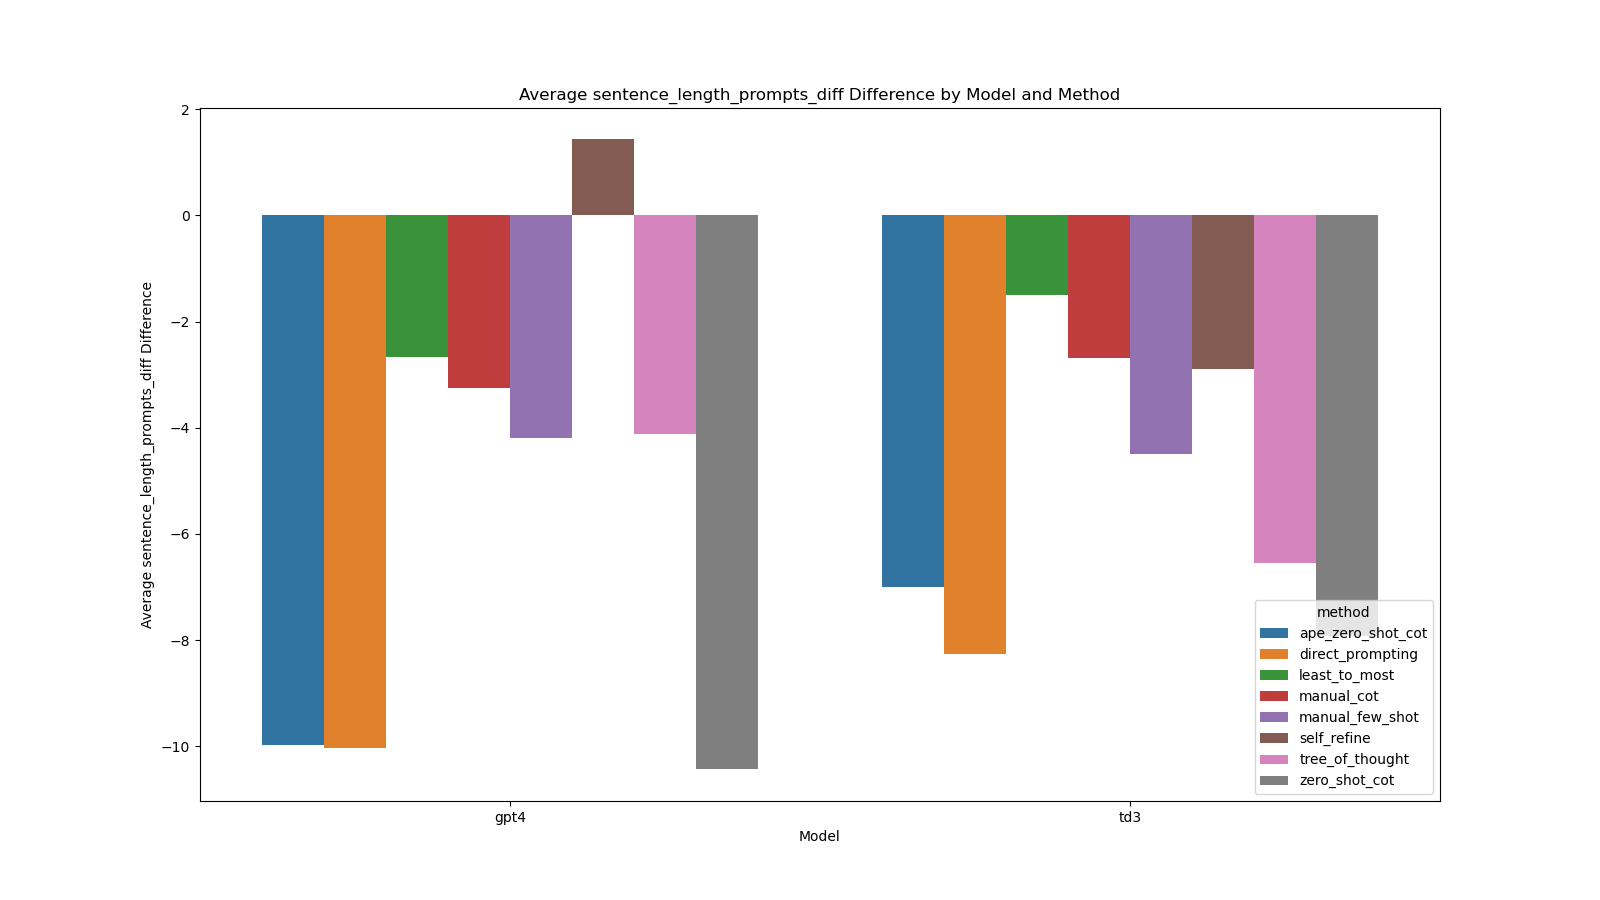 Average sentence_length_prompts_diff Difference by Model and Method
Average sentence_length_prompts_diff Difference
2
0
−2
−4
−6
−8
−10
gpt4
td3
Model
method
ape_zero_shot_cot
direct_prompting
least_to_most
manual_cot
manual_few_shot
self_refine
tree_of_thought
zero_shot_cot